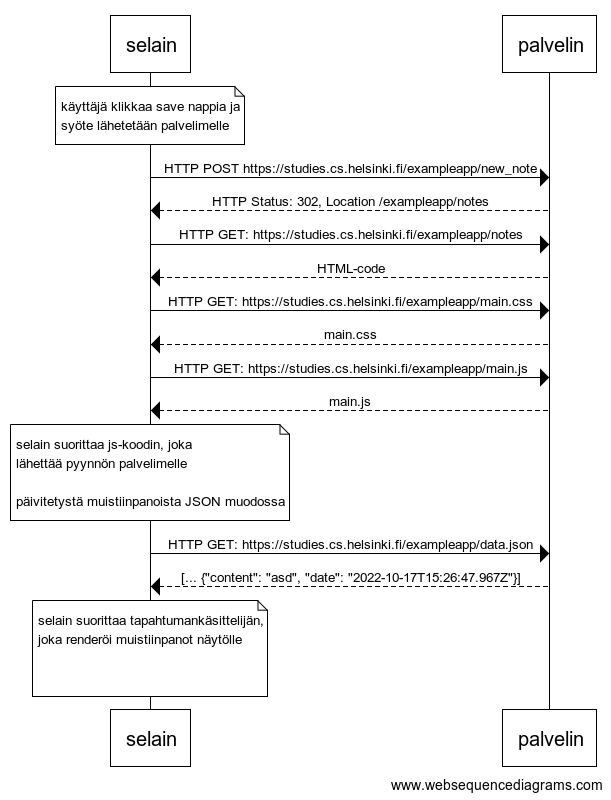 selain
palvelin
käyttäjä klikkaa save nappia ja
syöte lähetetään palvelimelle
HTTP POST https://studies.cs.helsinki.fi/exampleapp/new_note
HTTP Status: 302, Location /exampleapp/notes
HTTP GET: https://studies.cs.helsinki.fi/exampleapp/notes
HTML-code
HTTP GET: https://studies.cs.helsinki.fi/exampleapp/main.css
main.css
HTTP GET: https://studies.cs.helsinki.fi/exampleapp/main.js
main.js
selain suorittaa js-koodin, joka
lähettää pyynnön palvelimelle
päivitetystä muistiinpanoista JSON muodossa
HTTP GET: https://studies.cs.helsinki.fi/exampleapp/data.json
[... {"content": "asd", "date": "2022-10-17T15:26:47.967Z"}]
selain suorittaa tapahtumankäsittelijän,
joka renderöi muistiinpanot näytölle
selain
palvelin
www.websequencediagrams.com